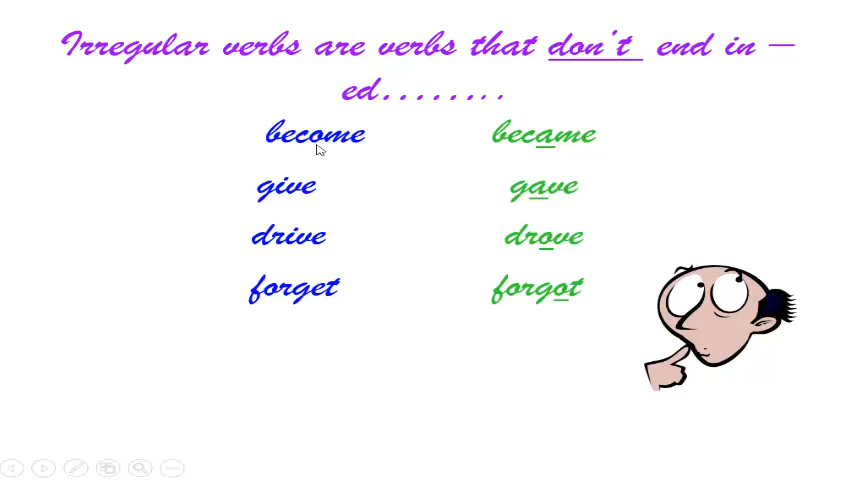 Irregular verbs are verbs that don't end in –
ed........
become became
give gave
drive drove
forget forgot